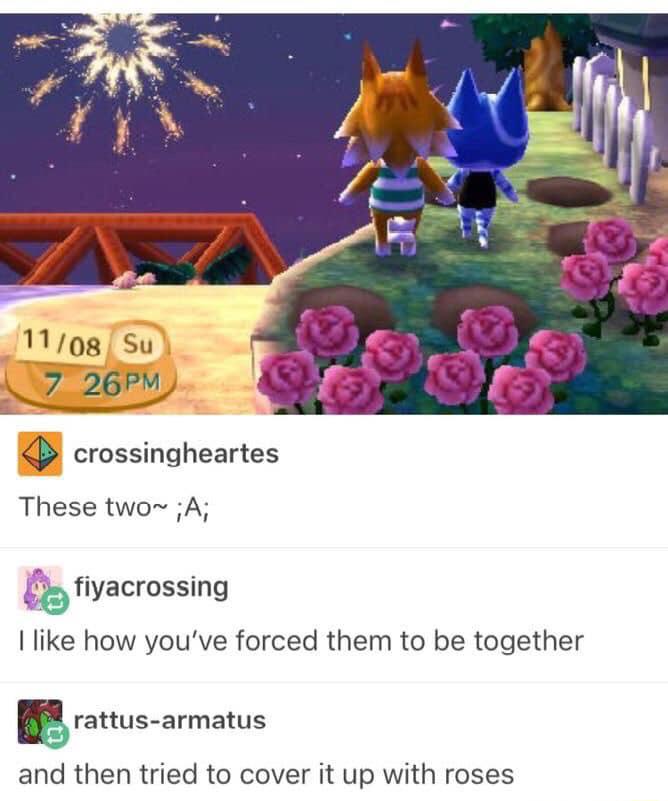 11/08 Su
7 26PM
crossingheartes
These two~ ;A;
fiyacrossing
I like how you've forced them to be together
rattus-armatus
and then tried to cover it up with roses